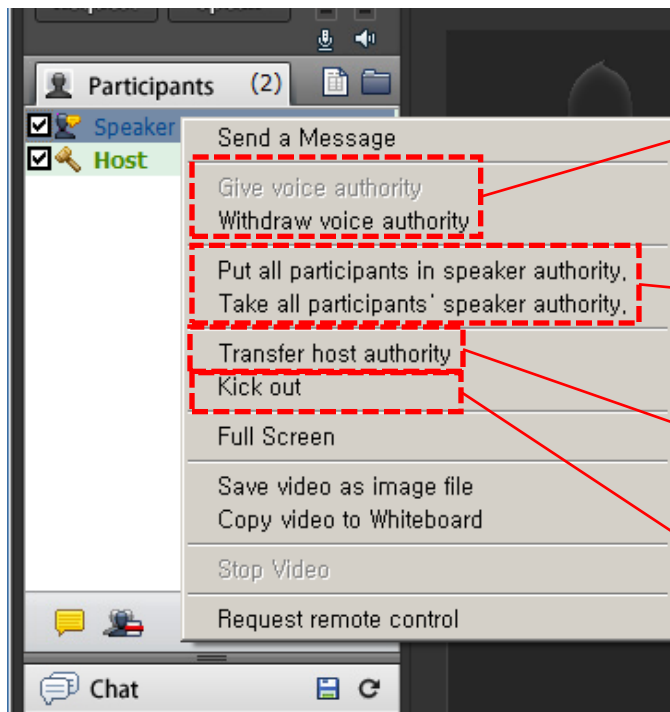 Participants (2)
Speaker
Host
Send a Message
Give voice authority
Withdraw voice authority
Put all participants in speaker authority,
Take all participants' speaker authority,
Transfer host authority
Kick out
Full Screen
Save video as image file
Copy video to Whiteboard
Stop Video
Request remote control
Chat